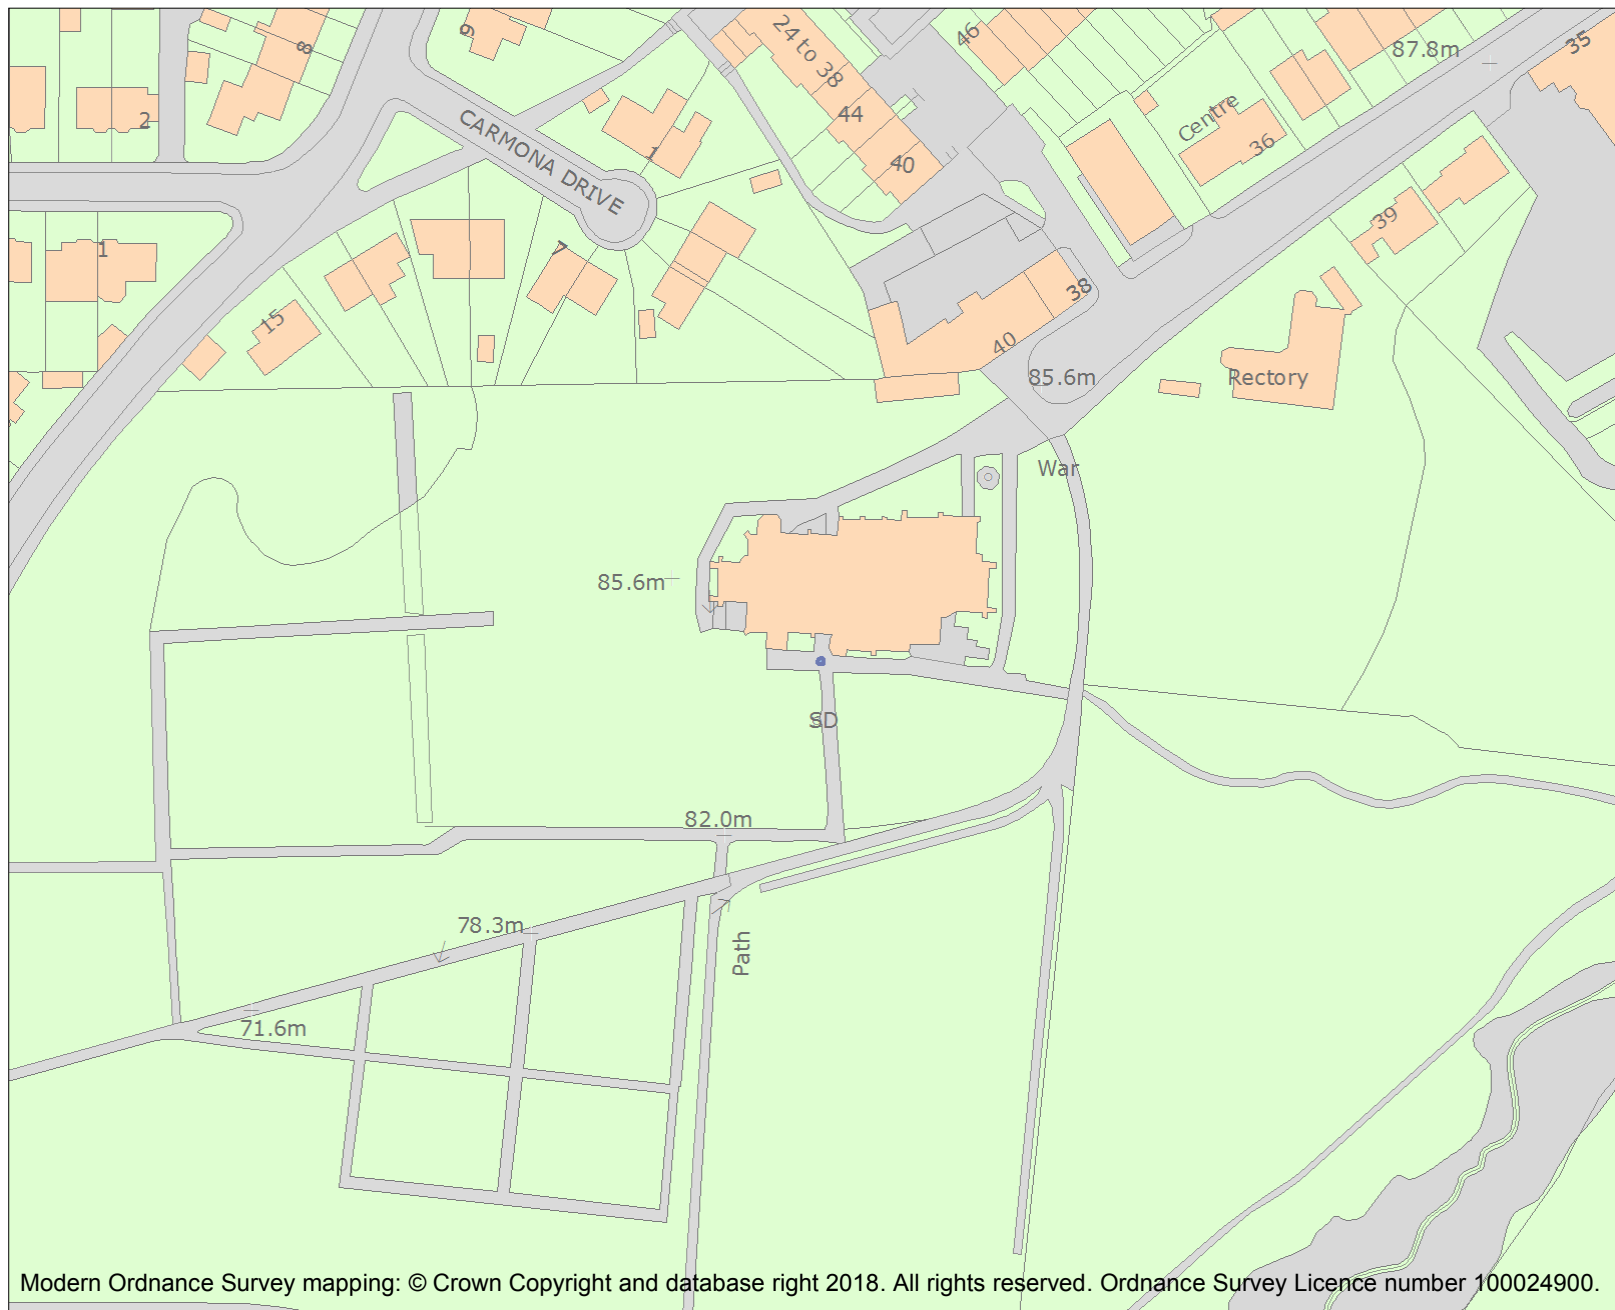 9
8
24 to 38
46
87.8m
35
2
44
Centre
36
CARMONA DRIVE
1
40
39
1
7
38
15
40
85.6m
Rectory
War
85.6m
SD
82.0m
78.3m
Path
71.6m
Modern Ordnance Survey mapping: © Crown Copyright and database right 2018. All rights reserved. Ordnance Survey Licence number 100024900.